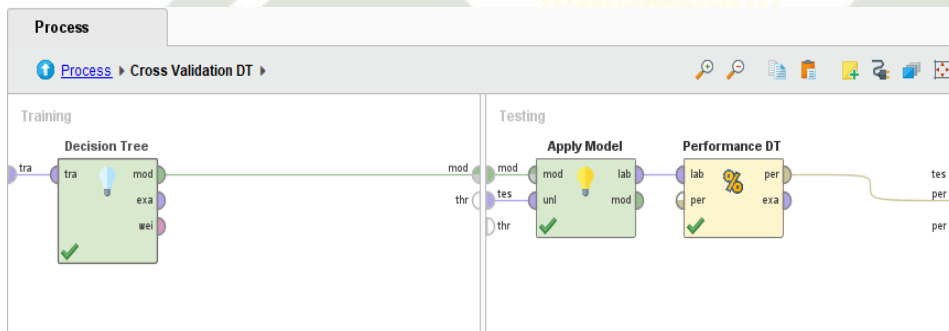 Process
Process ▸ Cross Validation DT ▸
Training
Testing
Decision Tree
Apply Model
Performance DT
tra
tra
mod
exa
wei
mod
thr
mod
tes
thr
mod
unl
lab
mod
lab
per
%
per
exa
tes
per
per